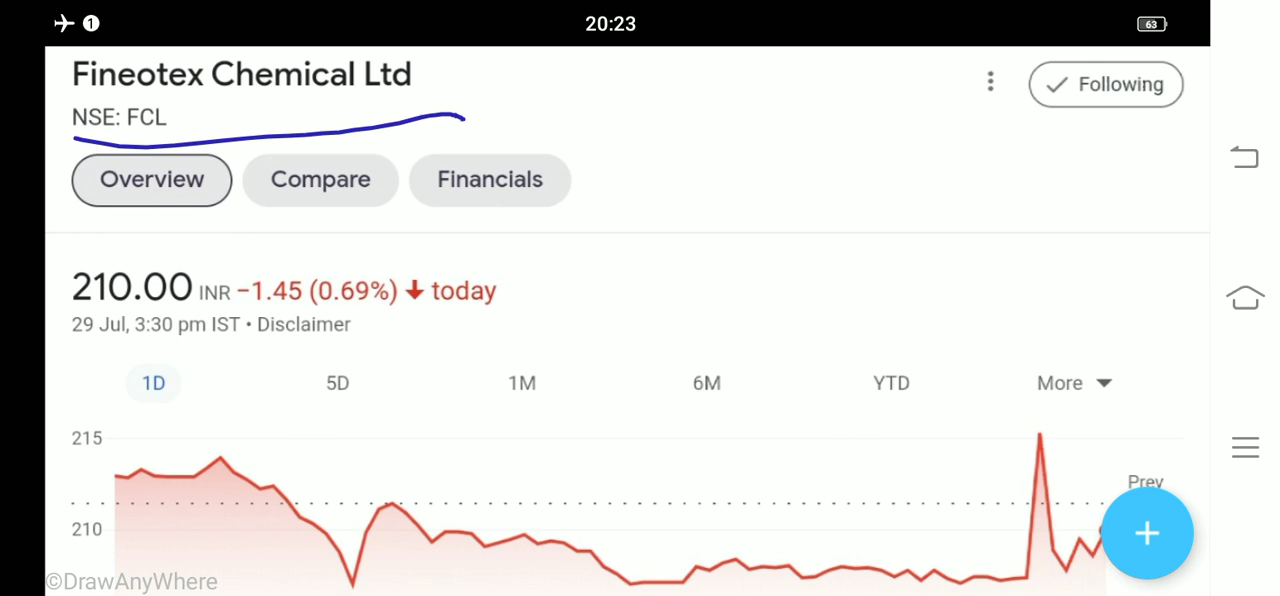 1 20:23 63
Fineotex Chemical Ltd
Following
NSE: FCL
Overview Compare Financials
210.00 INR −1.45 (0.69%) today
29 Jul, 3:30 pm IST • Disclaimer
1D 5D 1M 6M YTD More
215
Prev
210
+
©DrawAnyWhere